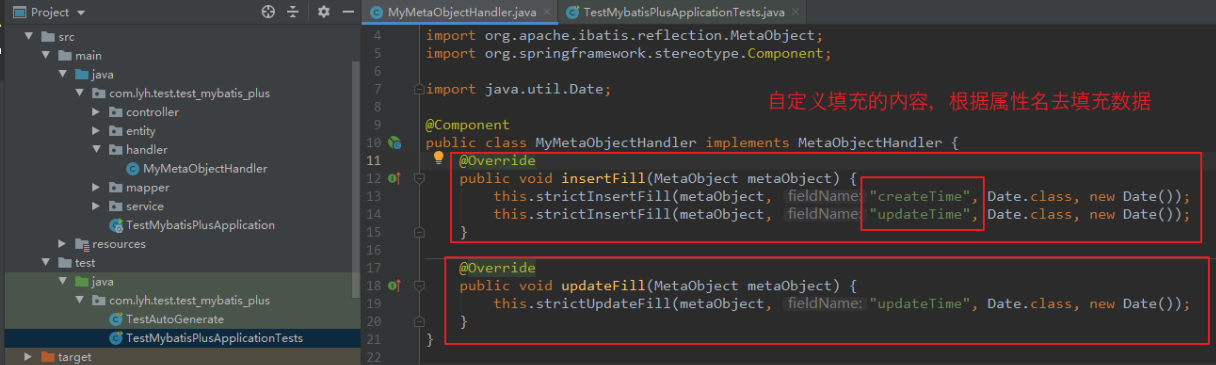 Project
src
main
java
com.lyh.test.test_mybatis_plus
controller
entity
handler
MyMetaObjectHandler
mapper
service
TestMybatisPlusApplication
resources
test
java
com.lyh.test.test_mybatis_plus
TestAutoGenerate
TestMybatisPlusApplicationTests
target
MyMetaObjectHandler.java × TestMybatisPlusApplicationTests.java ×
4 import org.apache.ibatis.reflection.MetaObject;
5 import org.springframework.stereotype.Component;
6
7 import java.util.Date;
8 自定义填充的内容，根据属性名去填充数据
9 @Component
10 public class MyMetaObjectHandler implements MetaObjectHandler {
11 @Override
12 public void insertFill(MetaObject metaObject) {
13 this.strictInsertFill(metaObject, fieldName: "createTime", Date.class, new Date());
14 this.strictInsertFill(metaObject, fieldName: "updateTime", Date.class, new Date());
15 }
16
17 @Override
18 public void updateFill(MetaObject metaObject) {
19 this.strictUpdateFill(metaObject, fieldName: "updateTime", Date.class, new Date());
20 }
21 }
22